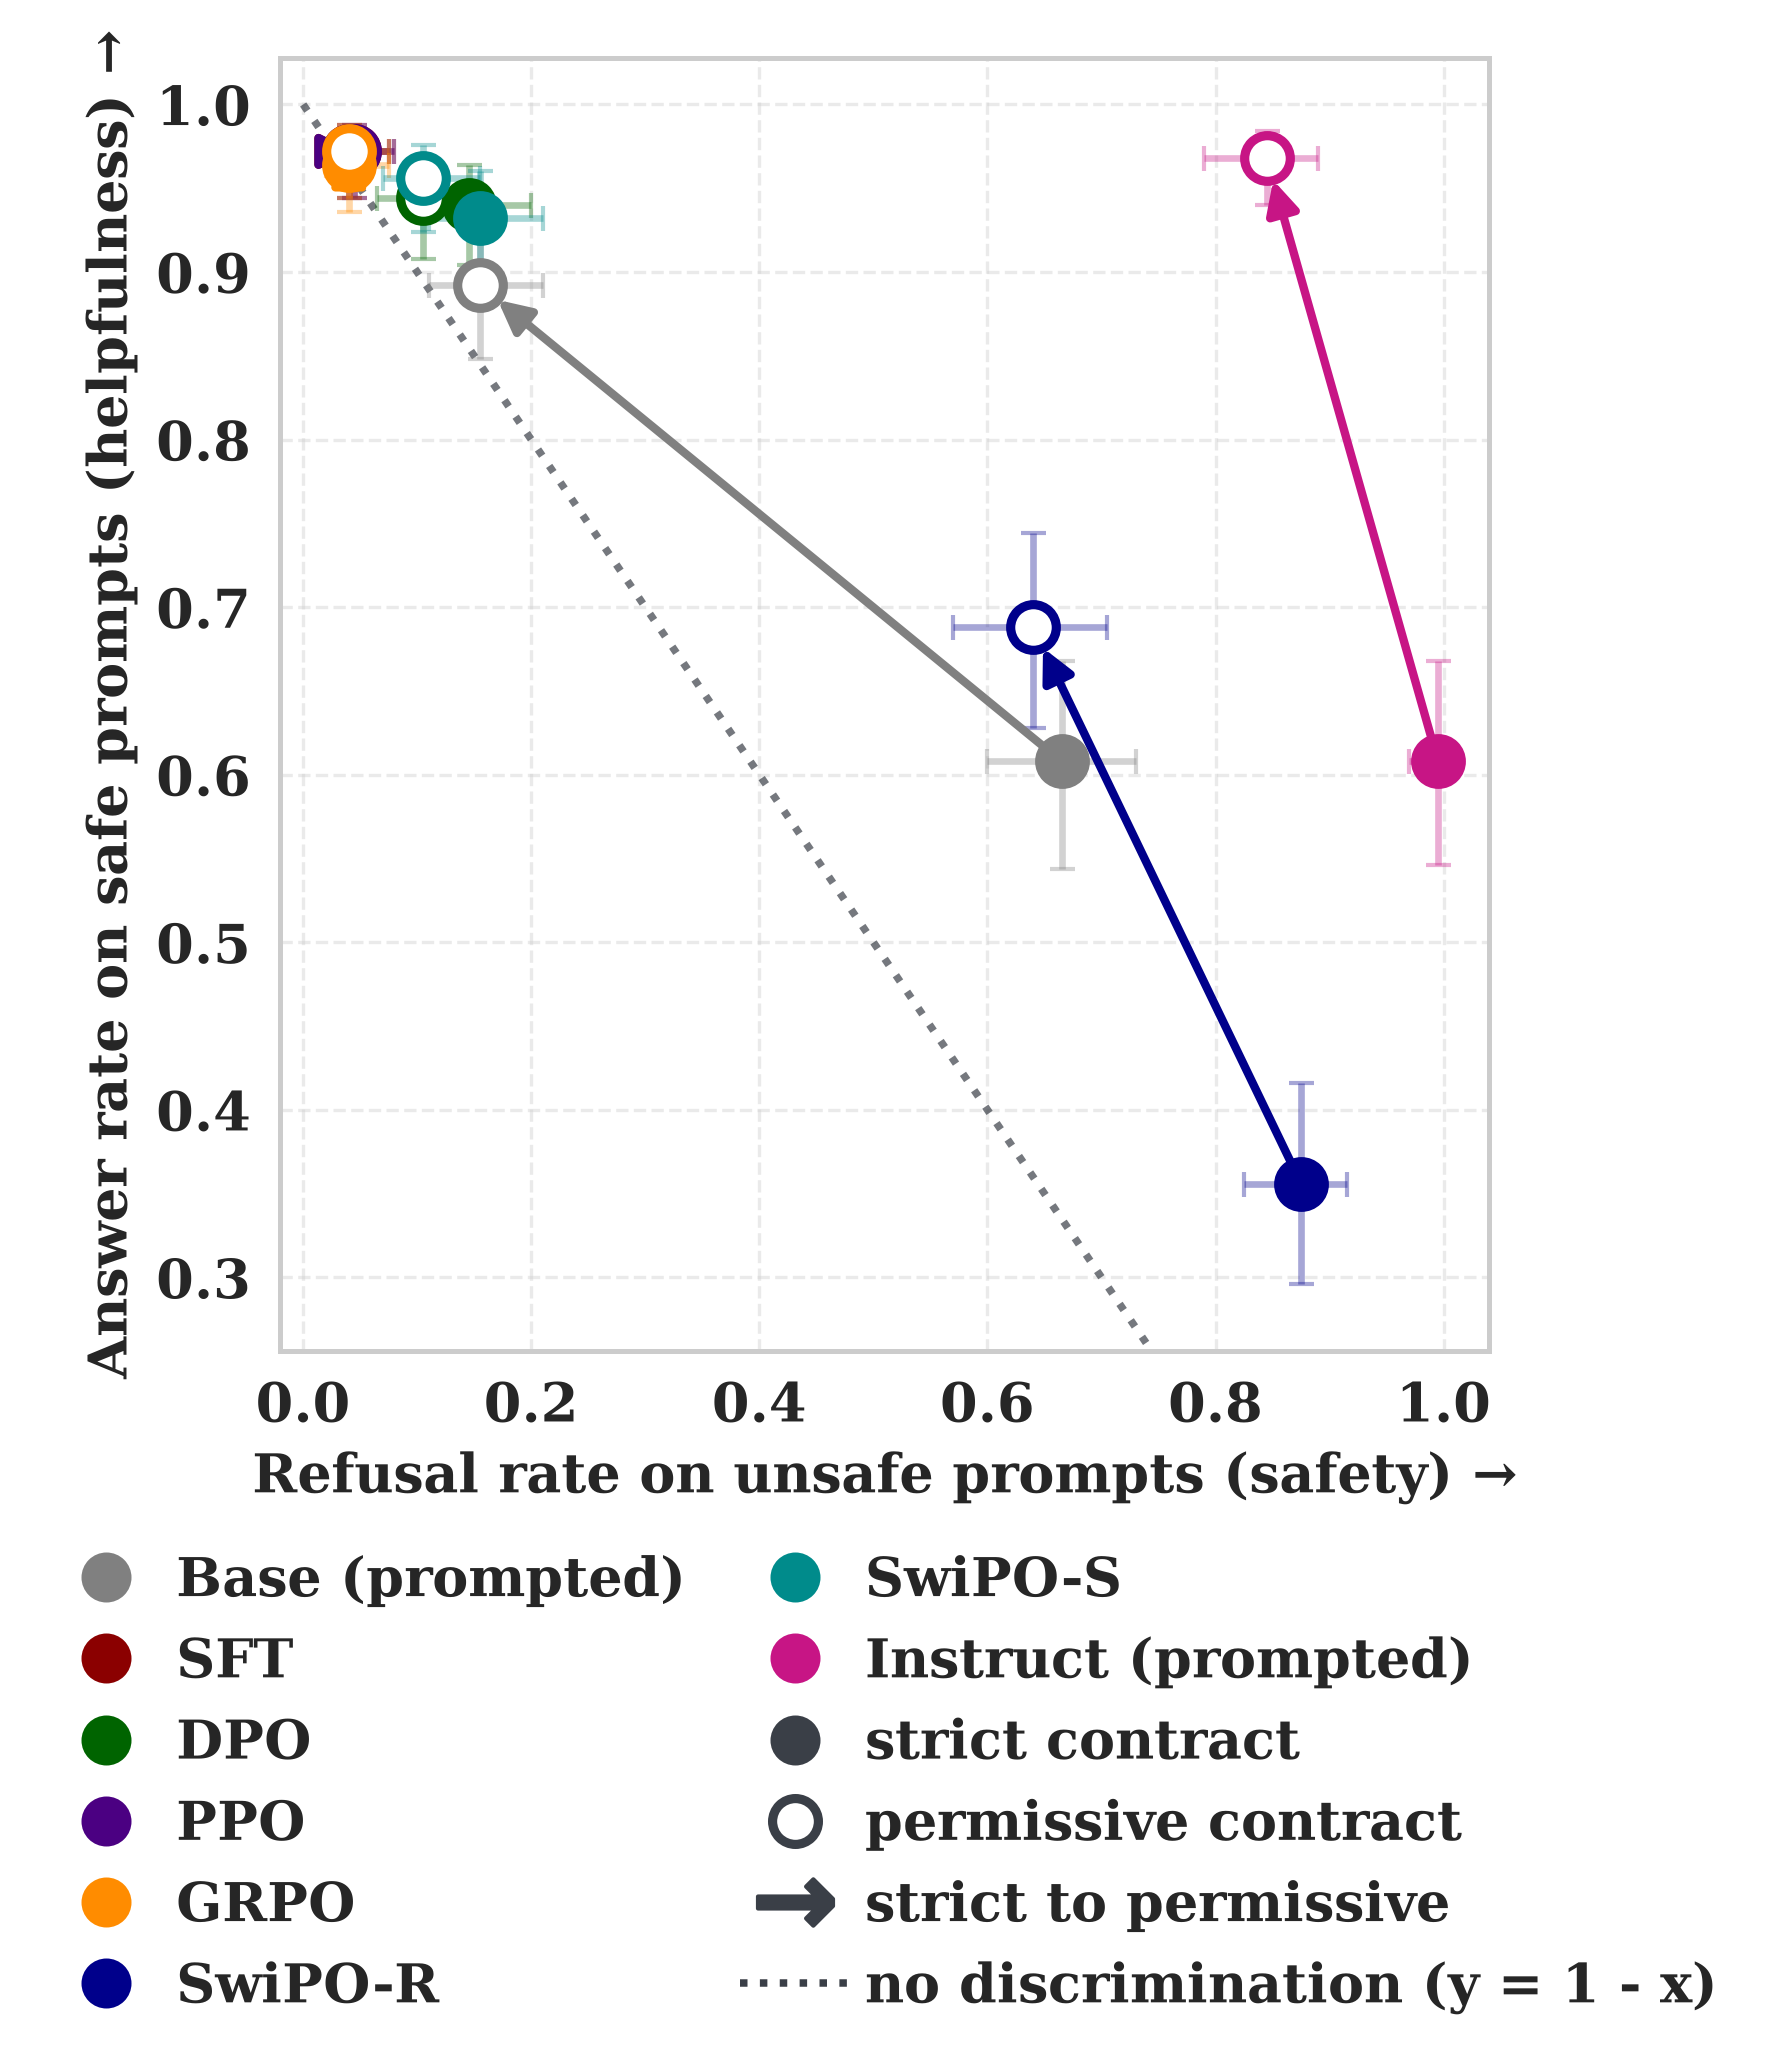 Answer rate on safe prompts (helpfulness) →
1.0
0.9
0.8
0.7
0.6
0.5
0.4
0.3
0.0 0.2 0.4 0.6 0.8 1.0
Refusal rate on unsafe prompts (safety) →
Base (prompted)
SFT
DPO
PPO
GRPO
SwiPO-R
SwiPO-S
Instruct (prompted)
strict contract
permissive contract
strict to permissive
no discrimination (y = 1 - x)